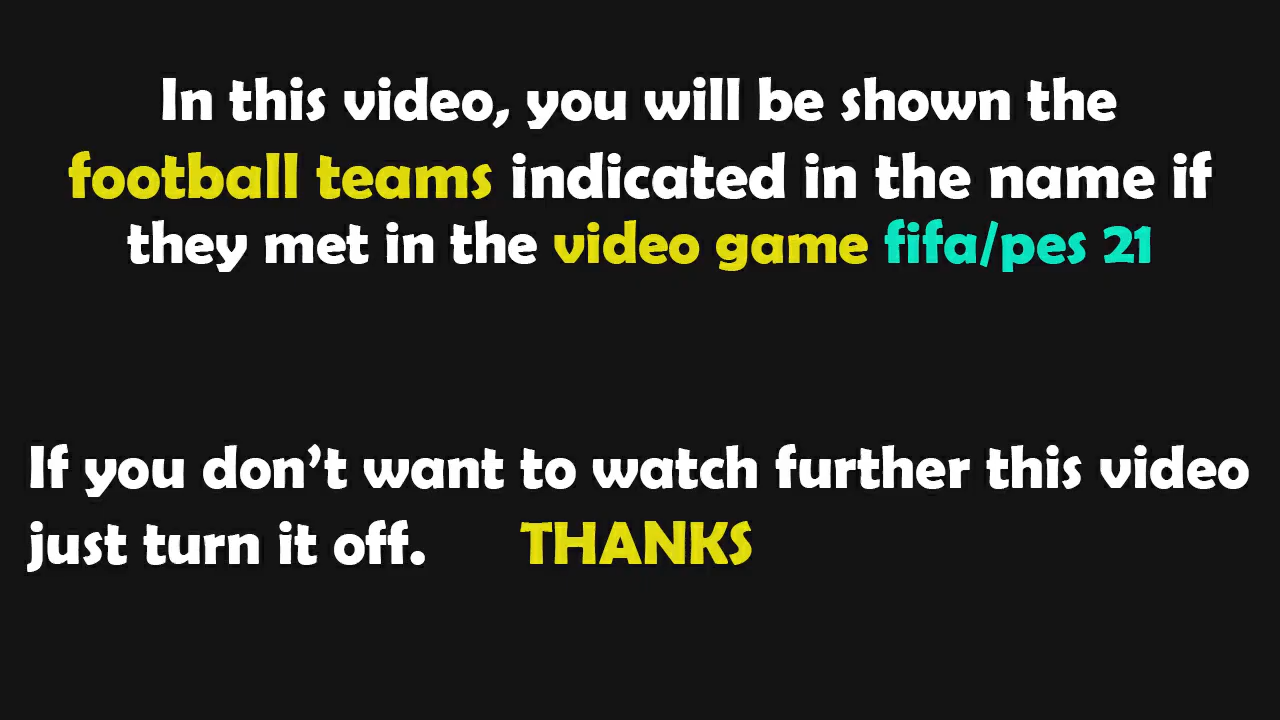 In this video, you will be shown the
football teams indicated in the name if
they met in the video game fifa/pes 21
If you don’t want to watch further this video
just turn it off. THANKS